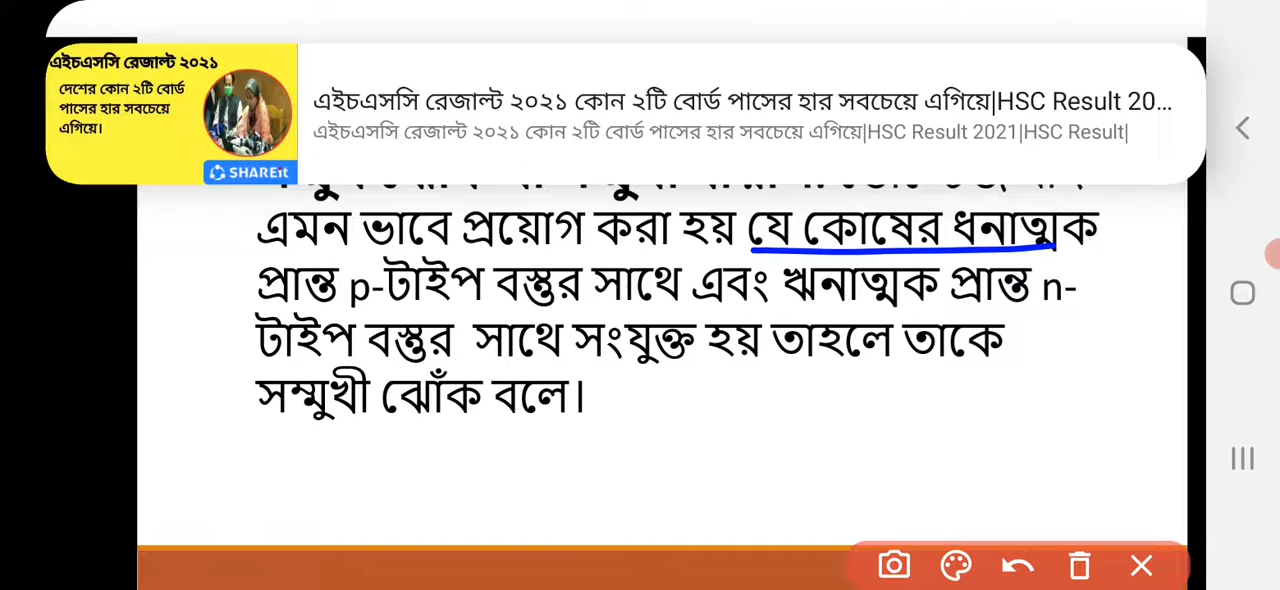 এইচএসসি রেজাল্ট ২০২১
দেশের কোন ২টি বোর্ড
পাসের হার সবচেয়ে
এগিয়ে।
SHAREit
এইচএসসি রেজাল্ট ২০২১ কোন ২টি বোর্ড পাসের হার সবচেয়ে এগিয়ে|HSC Result 20...
এইচএসসি রেজাল্ট ২০২১ কোন ২টি বোর্ড পাসের হার সবচেয়ে এগিয়ে|HSC Result 2021|HSC Result|
এমন ভাবে প্রয়োগ করা হয় যে কোষের ধনাত্মক
প্রান্ত p-টাইপ বস্তুর সাথে এবং ঋনাত্মক প্রান্ত n-
টাইপ বস্তুর সাথে সংযুক্ত হয় তাহলে তাকে
সম্মুখী ঝোঁক বলে।